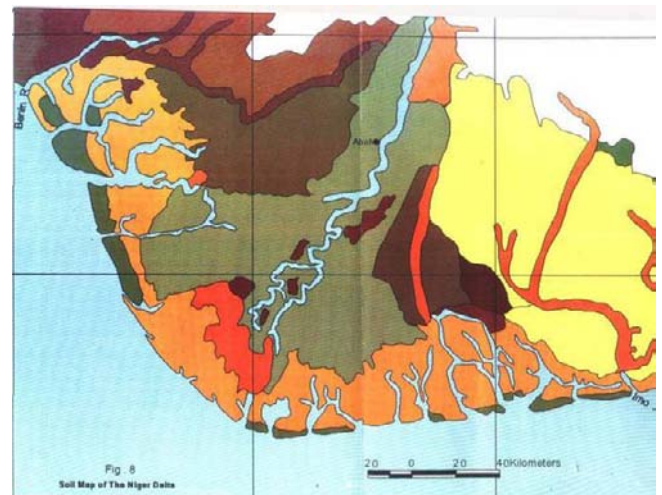 Benin R.
Aboh
Imo
20 0 20 40Kilometers
Fig. 8
Soil Map of The Niger Delta